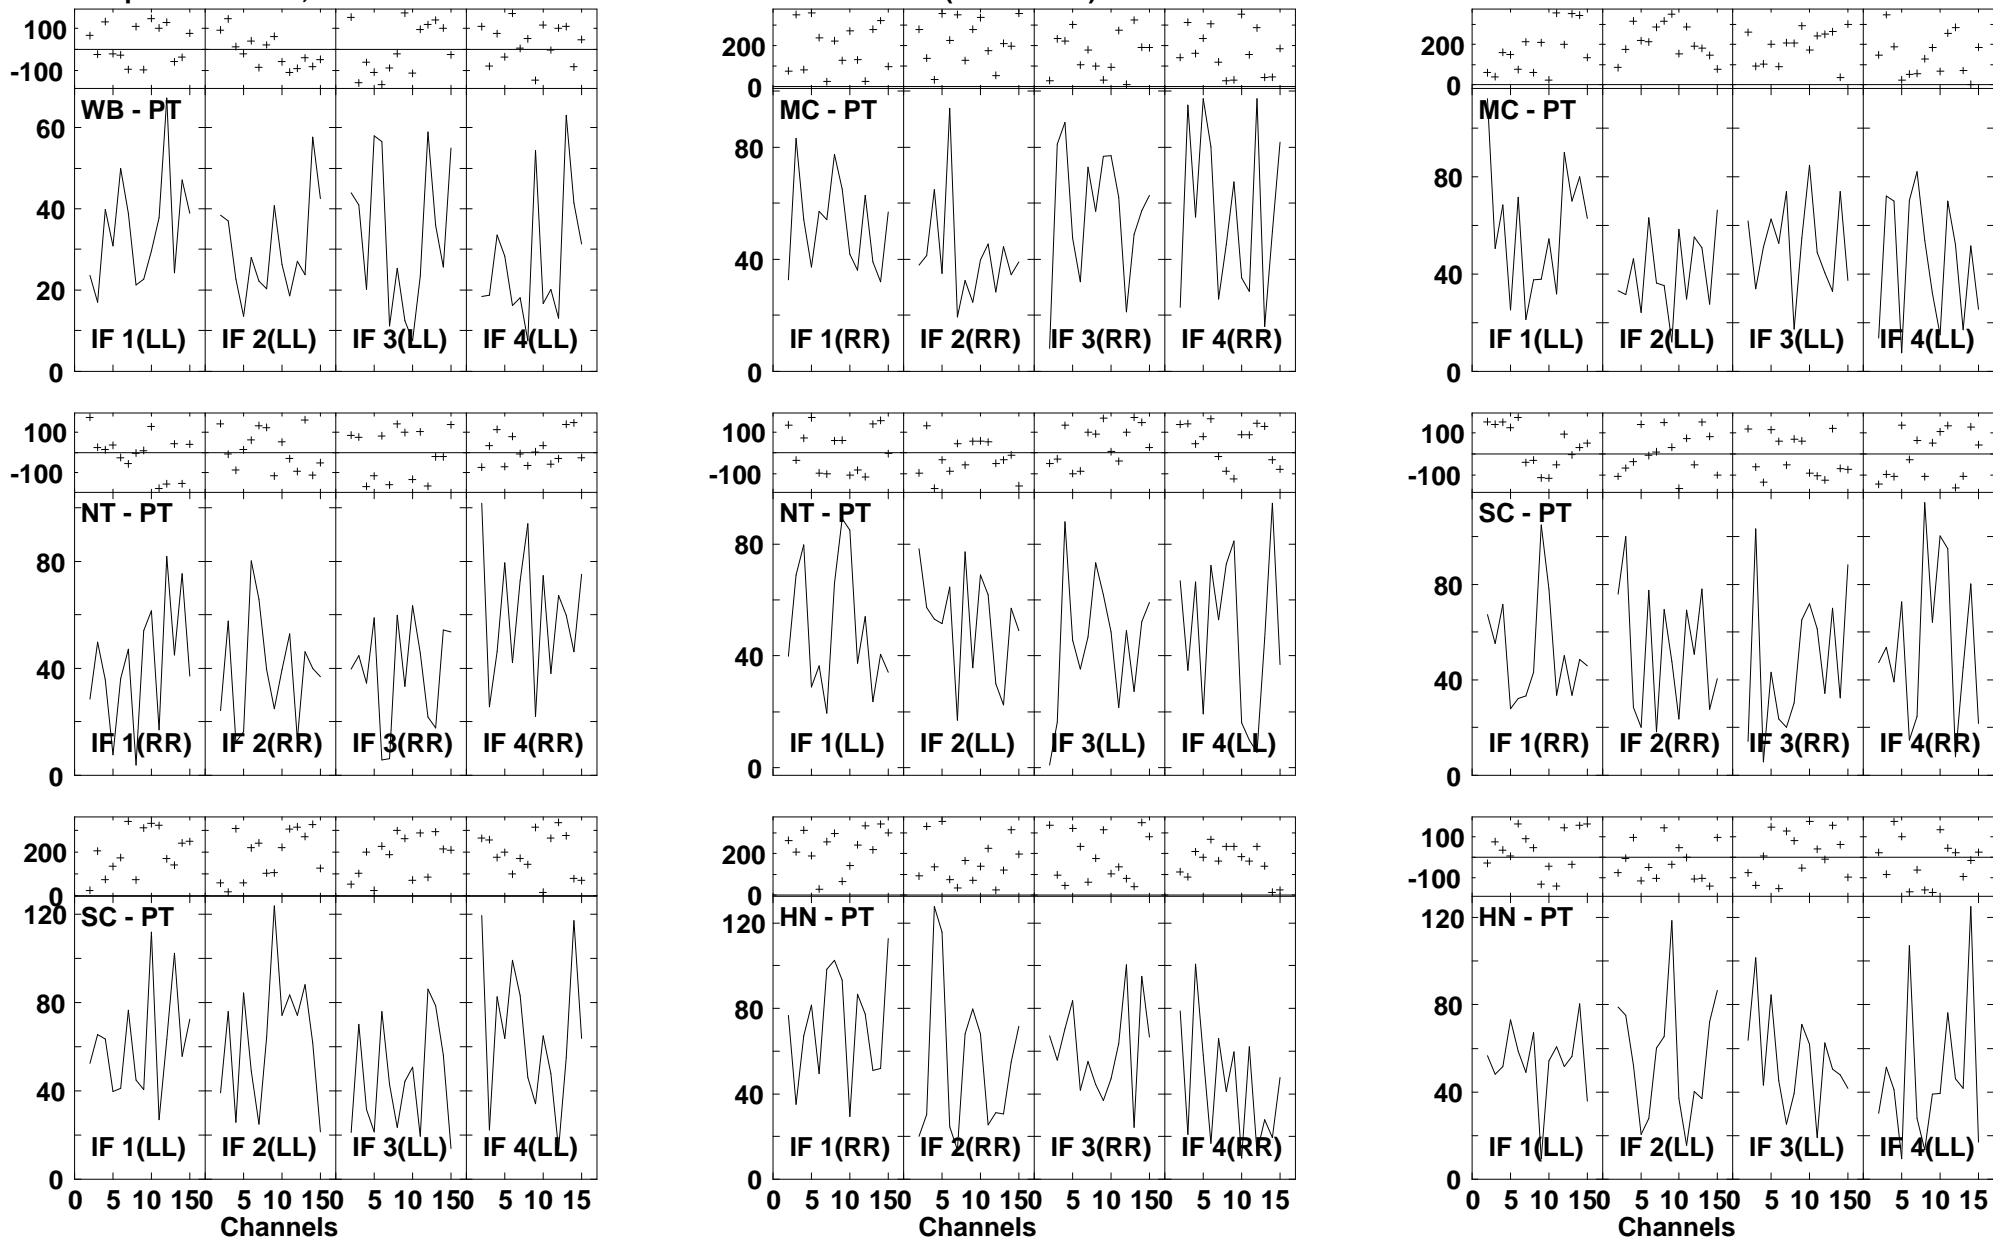 100 200 200
-100 0 0
WB - PT MC - PT MC - PT
60 80 80
40 40 40
20
IF 1(LL) IF 2(LL) IF 3(LL) IF 4(LL) IF 1(RR) IF 2(RR) IF 3(RR) IF 4(RR) IF 1(LL) IF 2(LL) IF 3(LL) IF 4(LL)
0 0 0
100 100 100
-100 -100 -100
NT - PT NT - PT SC - PT
80 80 80
40 40 40
IF 1(RR) IF 2(RR) IF 3(RR) IF 4(RR) IF 1(LL) IF 2(LL) IF 3(LL) IF 4(LL) IF 1(RR) IF 2(RR) IF 3(RR) IF 4(RR)
0 0 0
200 200 100
0 0 -100
SC - PT HN - PT HN - PT
120 120 120
80 80 80
40 40 40
IF 1(LL) IF 2(LL) IF 3(LL) IF 4(LL) IF 1(RR) IF 2(RR) IF 3(RR) IF 4(RR) IF 1(LL) IF 2(LL) IF 3(LL) IF 4(LL)
0 0 0
0 5 10 150 5 10 150 5 10 150 5 10 15 0 5 10 150 5 10 150 5 10 150 5 10 15 0 5 10 150 5 10 150 5 10 150 5 10 15
Channels Channels Channels